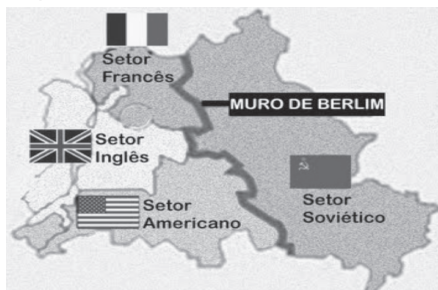 Setor
Francês
MURO DE BERLIM
Setor
Inglês
Setor
Soviético
Setor
Americano